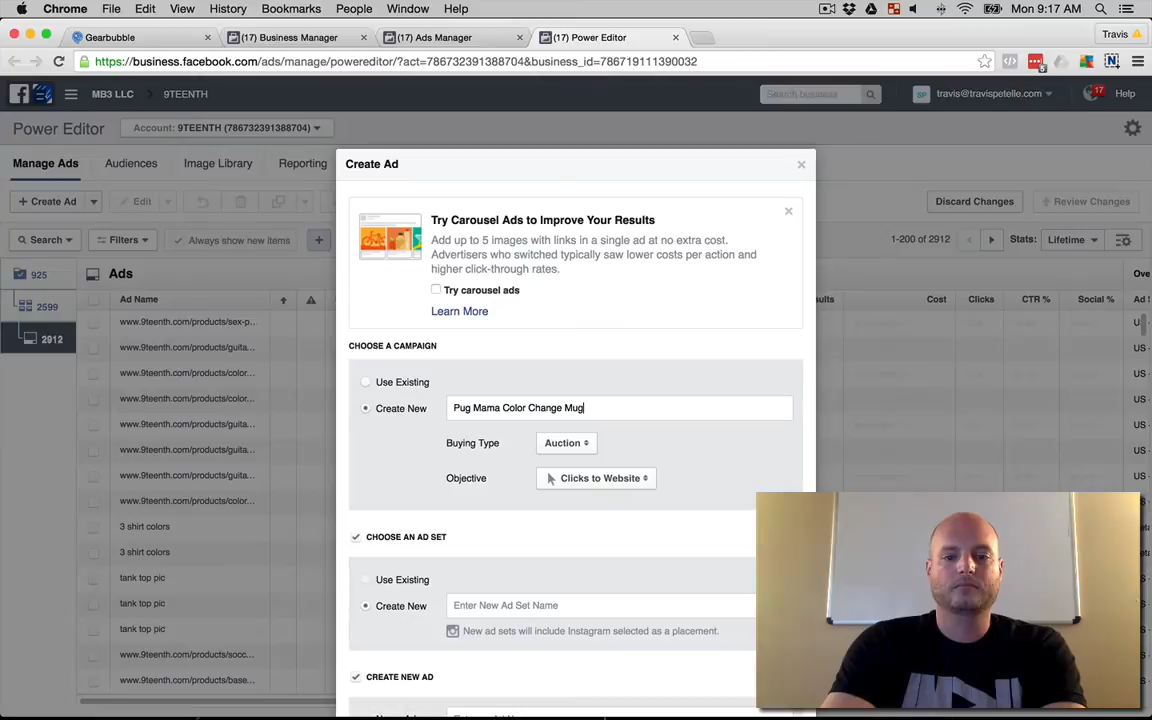 Chrome File Edit View History Bookmarks People Window Help Mon 9:17 AM
Gearbubble × (17) Business Manager × (17) Ads Manager × (17) Power Editor × Travis
https://business.facebook.com/ads/manage/powereditor/?act=786732391388704&business_id=786719111390032
MB3 LLC > 9TEENTH Search business SP travis@travispetelle.com 17 Help
Power Editor Account: 9TEENTH (786732391388704)
Manage Ads Audiences Image Library Reporting Create Ad ×
+ Create Ad Edit Discard Changes Review Changes
Try Carousel Ads to Improve Your Results ×
Add up to 5 images with links in a single ad at no extra cost.
Advertisers who switched typically saw lower costs per action and
higher click-through rates.
Try carousel ads
Learn More
Search Filters Always show new items + 1-200 of 2912 Stats: Lifetime
925 Ads Ove
2599 Ad Name sults Cost Clicks CTR % Social % Ad S
2912
www.9teenth.com/products/sex-p...
www.9teenth.com/products/guita... US -
www.9teenth.com/products/color... US -
www.9teenth.com/products/color... US -
www.9teenth.com/products/guita... US -
www.9teenth.com/products/guita... US -
www.9teenth.com/products/guita... US -
www.9teenth.com/products/color...
3 shirt colors
3 shirt colors
tank top pic
tank top pic
tank top pic
www.9teenth.com/products/socc...
www.9teenth.com/products/base...
CHOOSE A CAMPAIGN
Use Existing
Create New Pug Mama Color Change Mug
Buying Type Auction
Objective Clicks to Website
CHOOSE AN AD SET
Use Existing
Create New Enter New Ad Set Name
New ad sets will include Instagram selected as a placement.
CREATE NEW AD